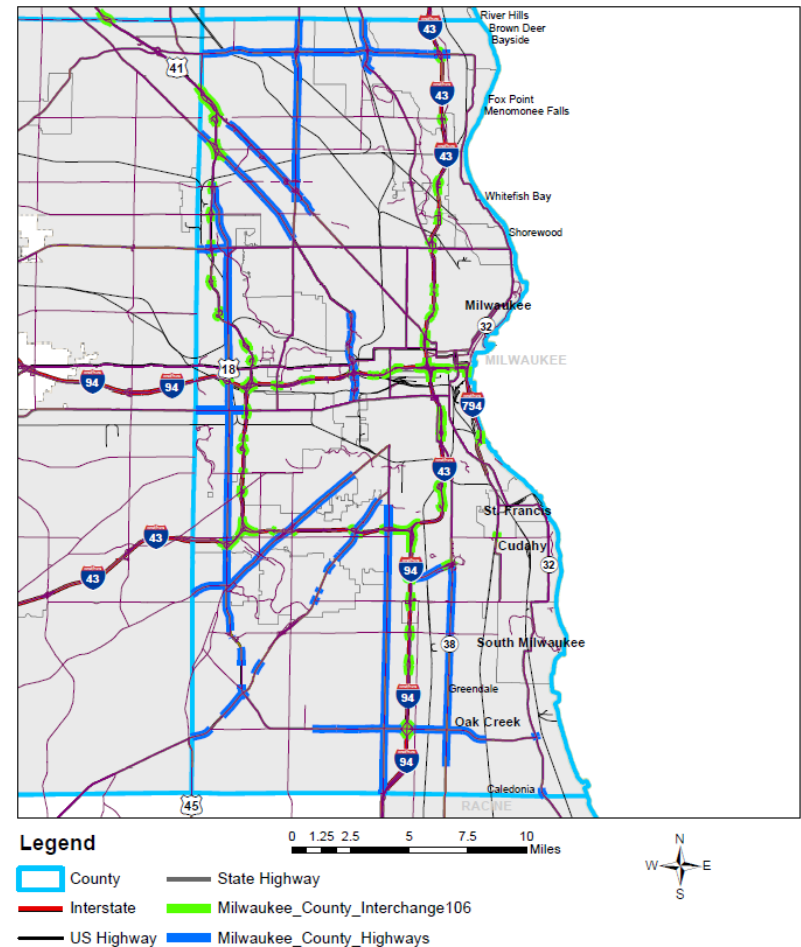 River Hills
Brown Deer
Bayside
43
41
43
Fox Point
Menomonee Falls
43
Whitefish Bay
Shorewood
Milwaukee
32
MILWAUKEE
18
94
94
794
43
St. Francis
43
Cudahy
94
32
43
38
South Milwaukee
Greendale
94
Oak Creek
94
Caledonia
45
RACINE
Legend
0 1.25 2.5 5 7.5 10
Miles
N
W E
S
County
State Highway
Interstate
Milwaukee_County_Interchange106
US Highway
Milwaukee_County_Highways